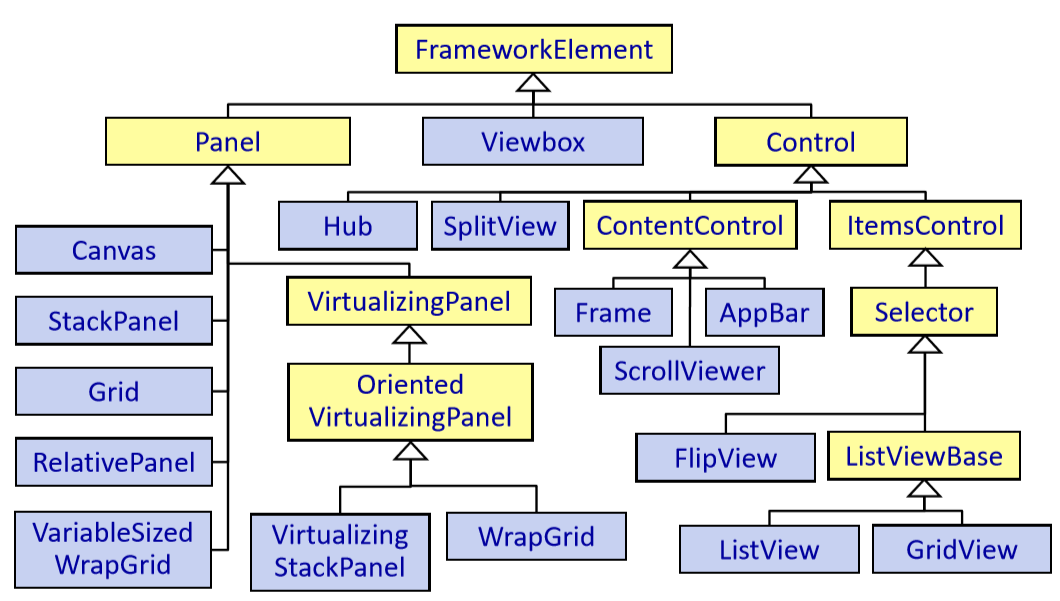 FrameworkElement
Panel
Viewbox
Control
Hub
SplitView
ContentControl
ItemsControl
Canvas
VirtualizingPanel
Frame
AppBar
Selector
StackPanel
ScrollViewer
Grid
Oriented
VirtualizingPanel
RelativePanel
FlipView
ListViewBase
VariableSized
WrapGrid
Virtualizing
StackPanel
WrapGrid
ListView
GridView